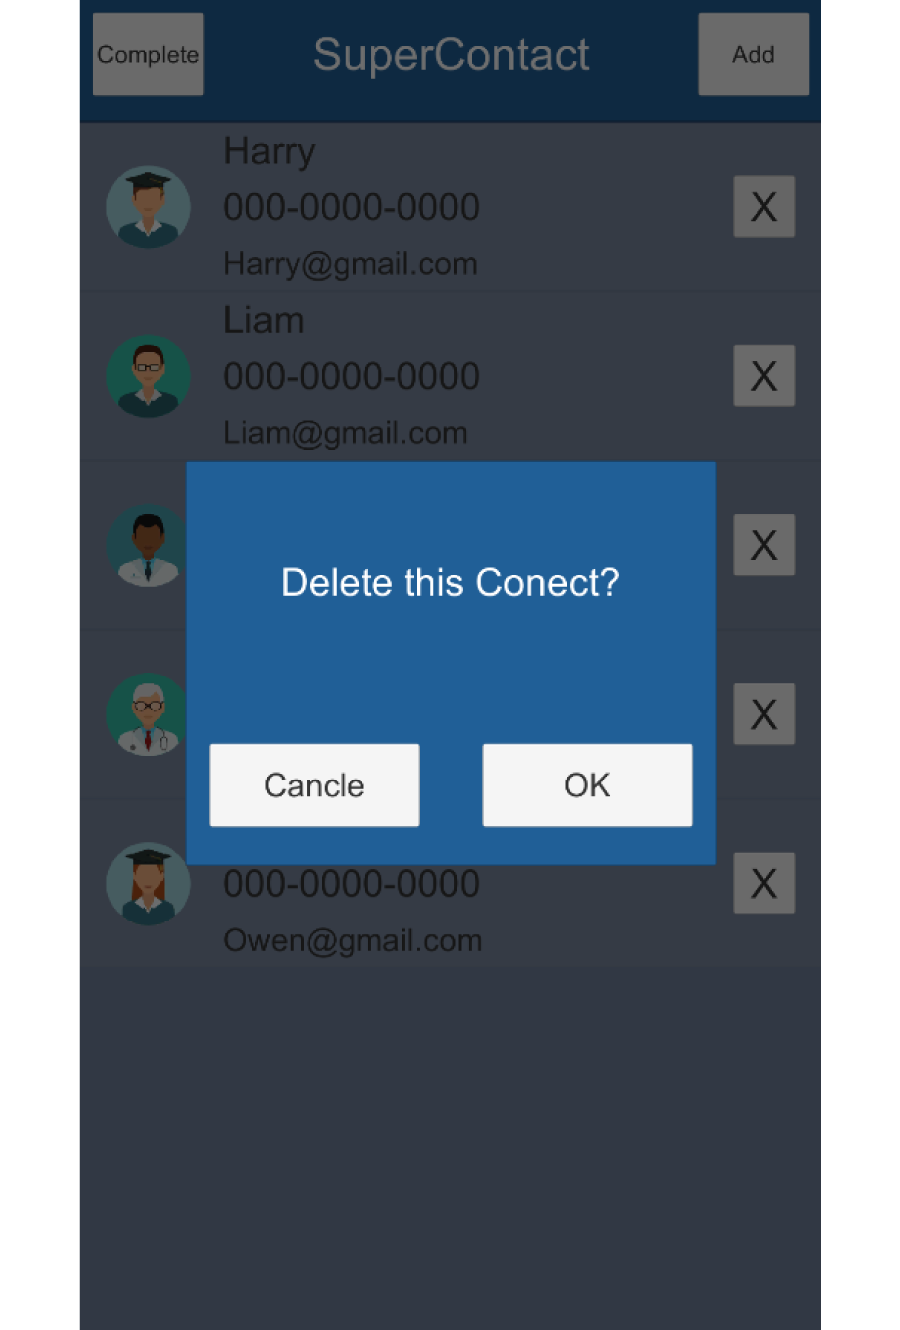 Complete SuperContact Add
Harry
000-0000-0000
X
Harry@gmail.com
Liam
000-0000-0000
X
Liam@gmail.com
X
Delete this Conect?
X
Cancle OK
000-0000-0000
X
Owen@gmail.com